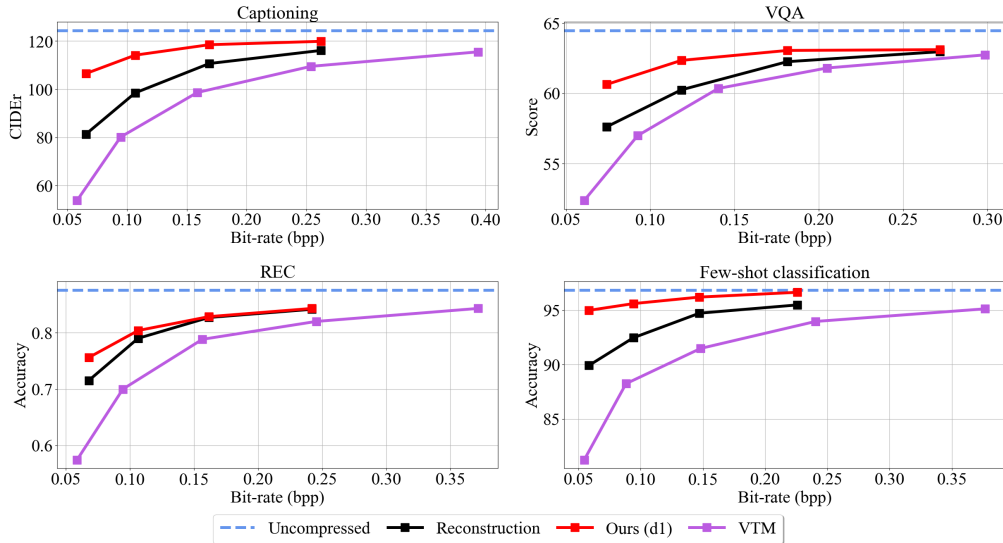 Captioning
120
100
80
60
CIDEr
0.05 0.10 0.15 0.20 0.25 0.30 0.35 0.40
Bit-rate (bpp)
VQA
65
60
55
Score
0.05 0.10 0.15 0.20 0.25 0.30
Bit-rate (bpp)
REC
0.8
0.7
0.6
Accuracy
0.05 0.10 0.15 0.20 0.25 0.30 0.35
Bit-rate (bpp)
Few-shot classification
95
90
85
Accuracy
0.05 0.10 0.15 0.20 0.25 0.30 0.35
Bit-rate (bpp)
Uncompressed Reconstruction Ours (d1) VTM